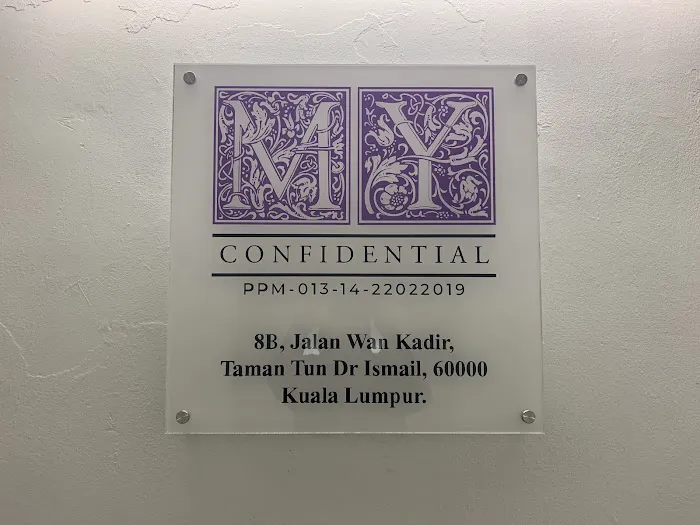 MY
CONFIDENTIAL
PPM-013-14-22022019
8B, Jalan Wan Kadir,
Taman Tun Dr Ismail, 60000
Kuala Lumpur.